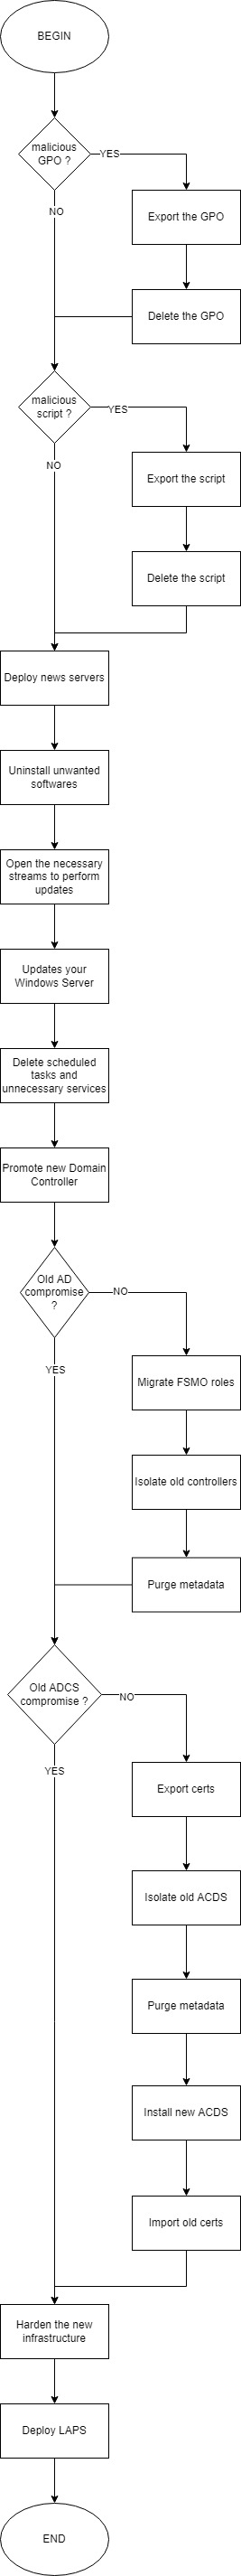 BEGIN
malicious
GPO ?
YES
NO
Export the GPO
Delete the GPO
malicious
script ?
YES
NO
Export the script
Delete the script
Deploy news servers
Uninstall unwanted
softwares
Open the necessary
streams to perform
updates
Updates your
Windows Server
Delete scheduled
tasks and
unnecessary services
Promote new Domain
Controller
Old AD
compromise
?
NO
YES
Migrate FSMO roles
Isolate old controllers
Purge metadata
Old ADCS
compromise ?
NO
YES
Export certs
Isolate old ACDS
Purge metadata
Install new ACDS
Import old certs
Harden the new
infrastructure
Deploy LAPS
END